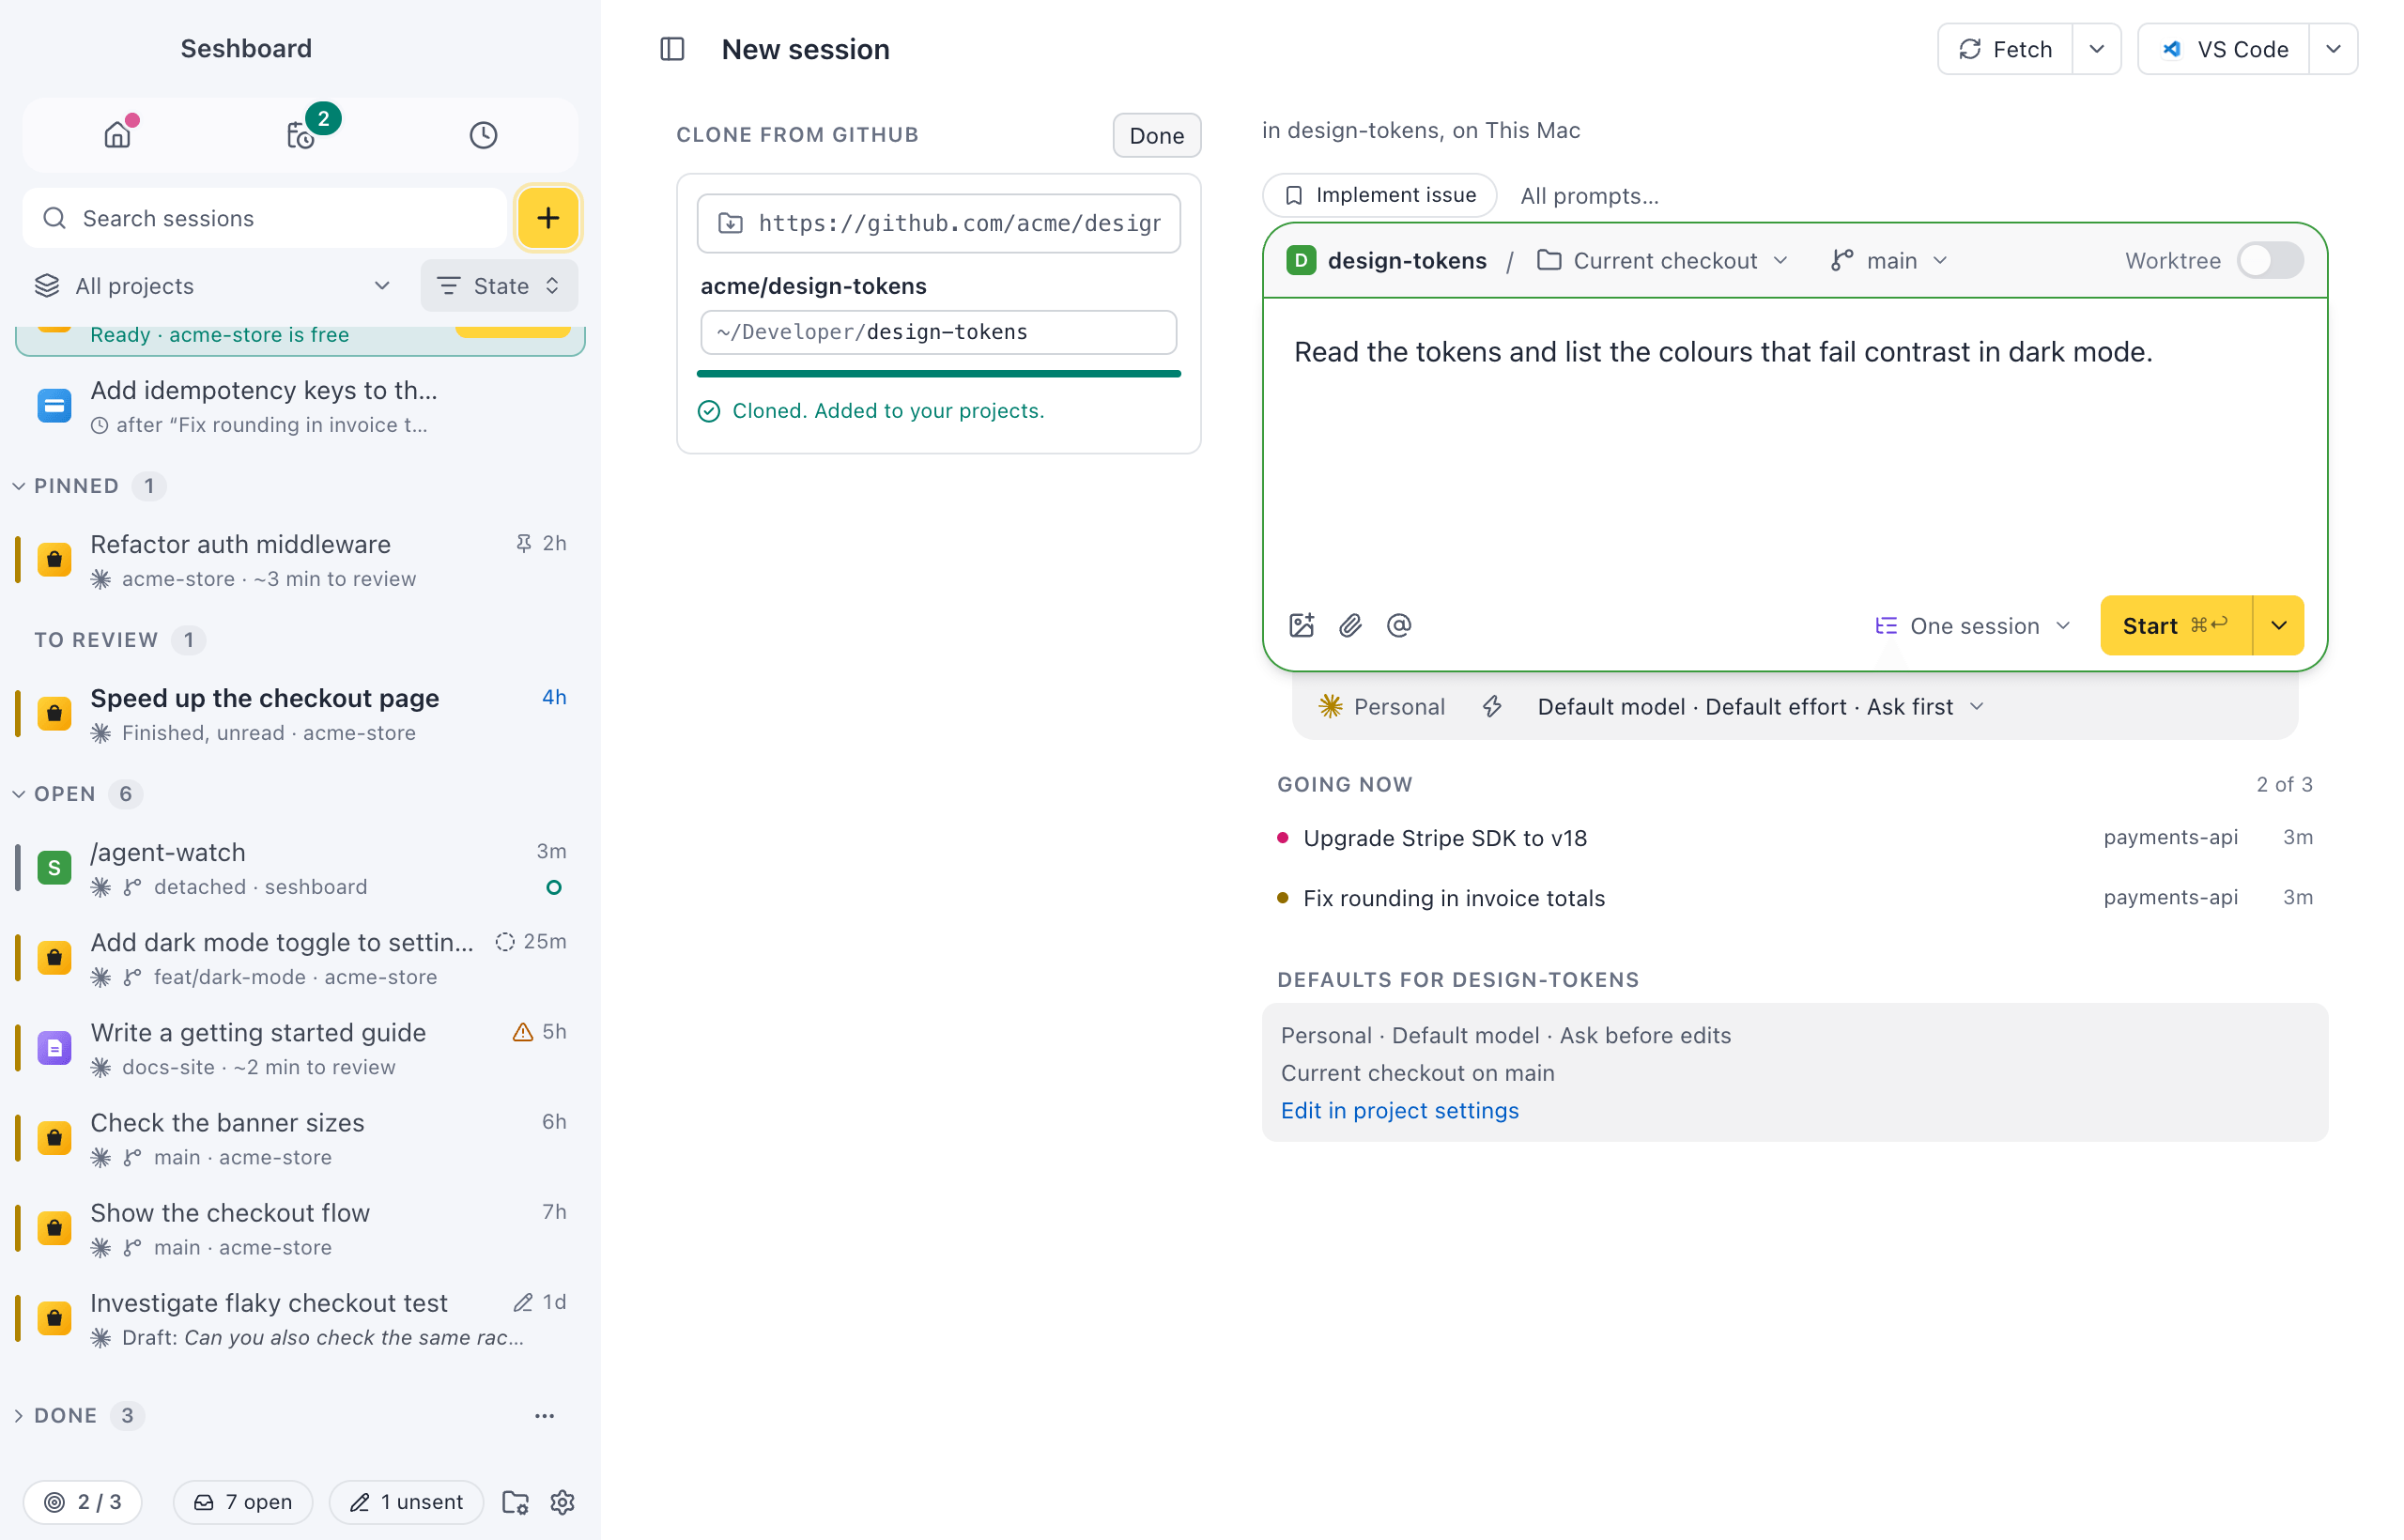 Seshboard
2
Search sessions
All projects
State
Ready · acme-store is free
Add idempotency keys to th...
after “Fix rounding in invoice t...
PINNED 1
Refactor auth middleware 2h
acme-store · ~3 min to review
TO REVIEW 1
Speed up the checkout page 4h
Finished, unread · acme-store
OPEN 6
S /agent-watch 3m
detached · seshboard
Add dark mode toggle to settin... 25m
feat/dark-mode · acme-store
Write a getting started guide 5h
docs-site · ~2 min to review
Check the banner sizes 6h
main · acme-store
Show the checkout flow 7h
main · acme-store
Investigate flaky checkout test 1d
Draft: Can you also check the same rac...
DONE 3
2 / 3
7 open
1 unsent
New session
Fetch
VS Code
CLONE FROM GITHUB
Done
https://github.com/acme/design
acme/design-tokens
~/Developer/design-tokens
Cloned. Added to your projects.
in design-tokens, on This Mac
Implement issue
All prompts...
D design-tokens / Current checkout main Worktree
Read the tokens and list the colours that fail contrast in dark mode.
One session
Start ⌘↩
Personal Default model · Default effort · Ask first
GOING NOW 2 of 3
Upgrade Stripe SDK to v18 payments-api 3m
Fix rounding in invoice totals payments-api 3m
DEFAULTS FOR DESIGN-TOKENS
Personal · Default model · Ask before edits
Current checkout on main
Edit in project settings